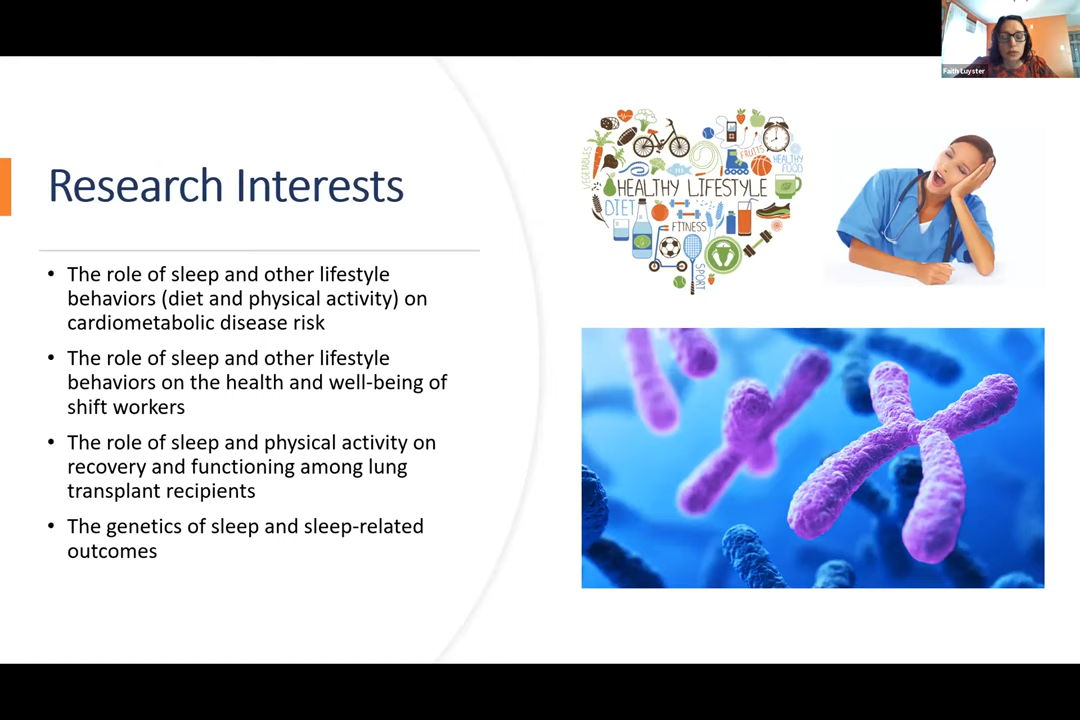 Faith Luyster
Research Interests
• The role of sleep and other lifestyle
behaviors (diet and physical activity) on
cardiometabolic disease risk
• The role of sleep and other lifestyle
behaviors on the health and well-being of
shift workers
• The role of sleep and physical activity on
recovery and functioning among lung
transplant recipients
• The genetics of sleep and sleep-related
outcomes
VEGETABLES
FRUITS
HEALTHY
FOOD
HEALTHY LIFESTYLE
DIET
FITNESS
SPORT